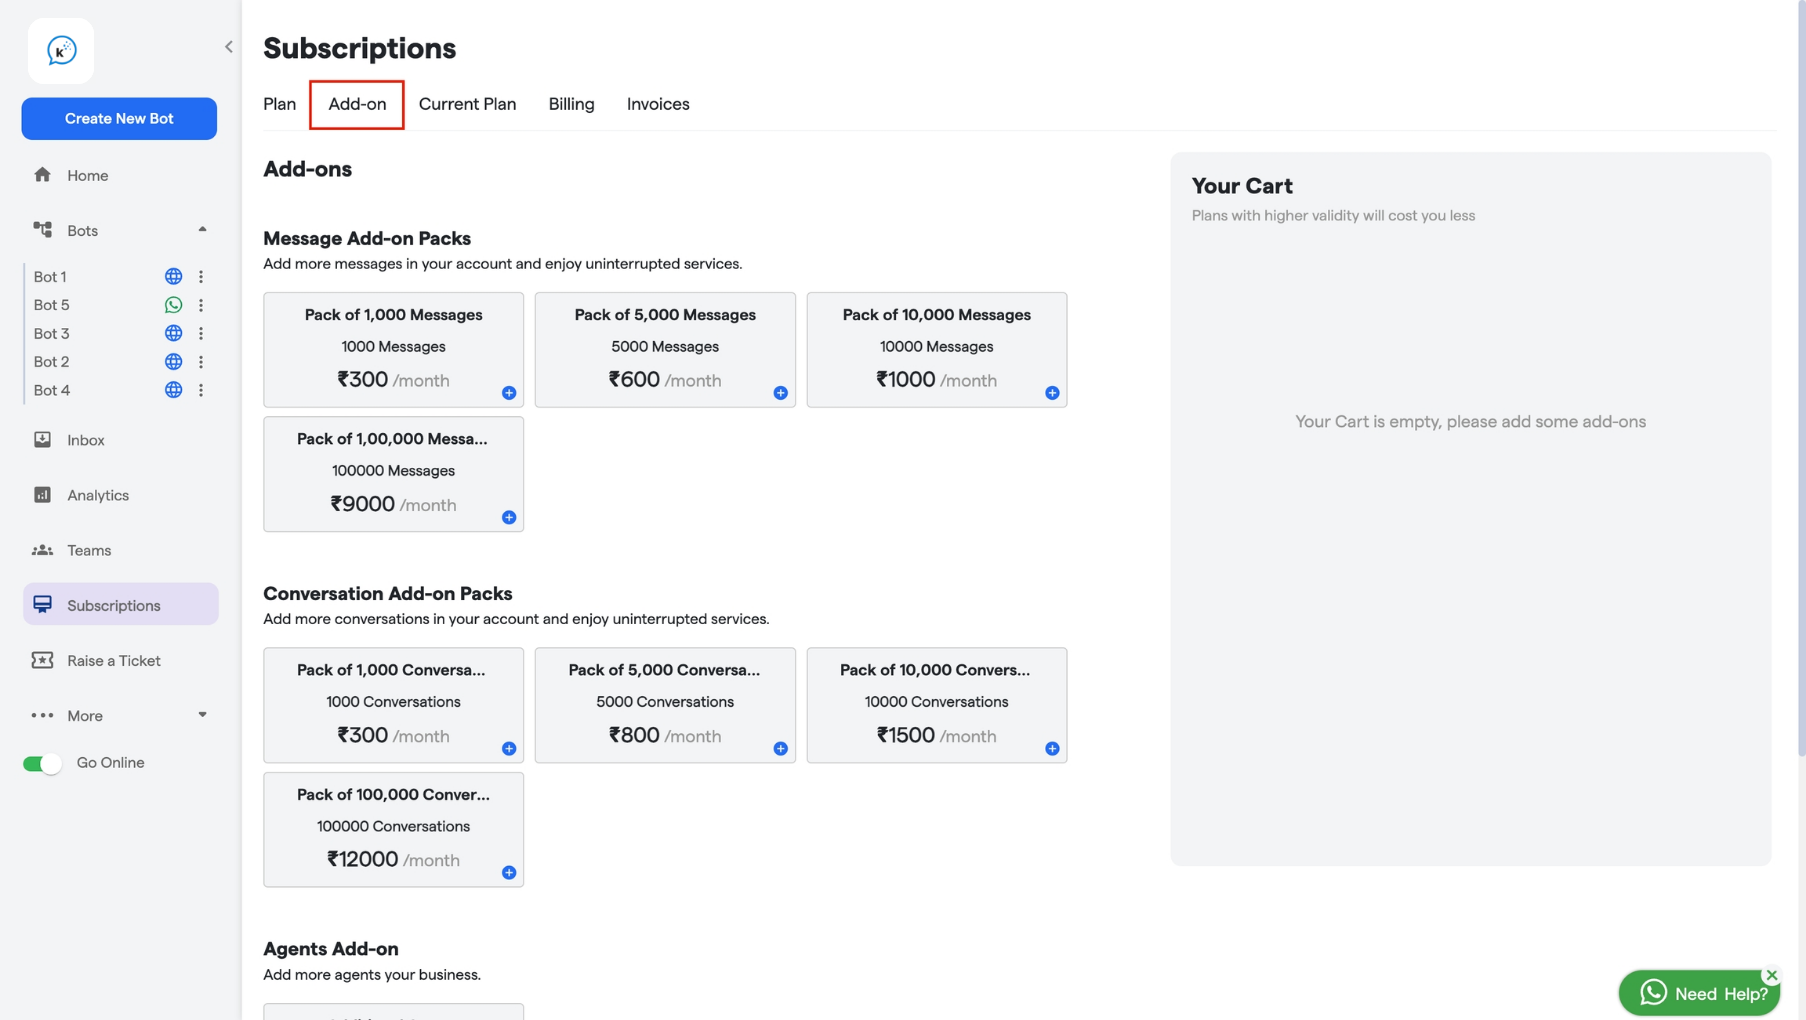 k
Create New Bot
Home
Bots
Bot 1
Bot 5
Bot 3
Bot 2
Bot 4
Inbox
Analytics
Teams
Subscriptions
Raise a Ticket
More
Go Online
Subscriptions
Plan Add-on Current Plan Billing Invoices
Add-ons
Message Add-on Packs
Add more messages in your account and enjoy uninterrupted services.
Pack of 1,000 Messages
1000 Messages
₹300 /month
Pack of 5,000 Messages
5000 Messages
₹600 /month
Pack of 10,000 Messages
10000 Messages
₹1000 /month
Pack of 1,00,000 Messa...
100000 Messages
₹9000 /month
Conversation Add-on Packs
Add more conversations in your account and enjoy uninterrupted services.
Pack of 1,000 Conversa...
1000 Conversations
₹300 /month
Pack of 5,000 Conversa...
5000 Conversations
₹800 /month
Pack of 10,000 Convers...
10000 Conversations
₹1500 /month
Pack of 100,000 Conver...
100000 Conversations
₹12000 /month
Agents Add-on
Add more agents your business.
Your Cart
Plans with higher validity will cost you less
Your Cart is empty, please add some add-ons
Need Help?